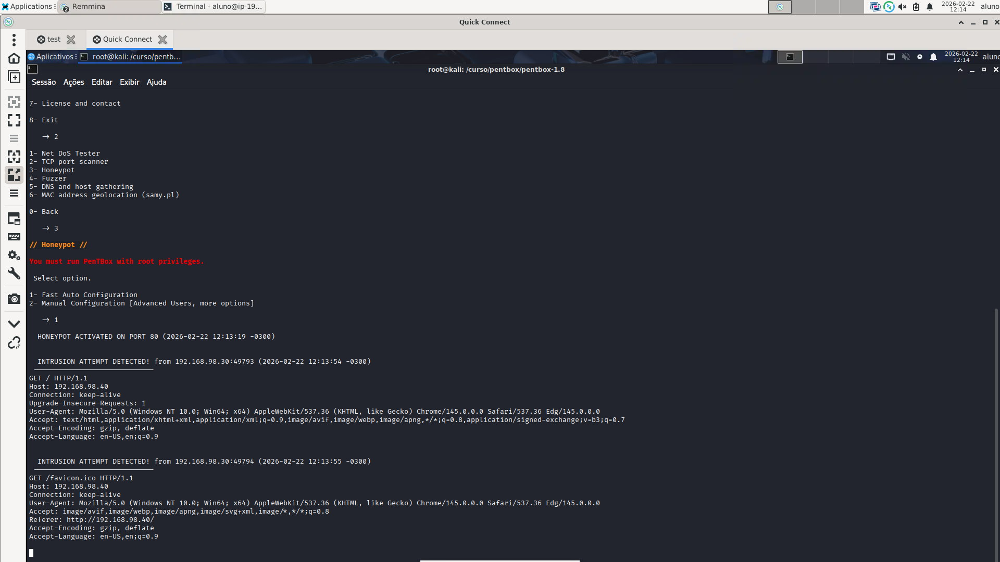 Applications
2
Remmina
Terminal - aluno@ip-19...
2026-02-22
12:14
aluno
Quick Connect
test
Quick Connect
Aplicativos
root@kali: /curso/pentb...
2026-02-22
12:14
aluno
root@kali: /curso/pentbox/pentbox-1.8
Sessão Ações Editar Exibir Ajuda
7- License and contact
8- Exit
→ 2
1- Net DoS Tester
2- TCP port scanner
3- Honeypot
4- Fuzzer
5- DNS and host gathering
6- MAC address geolocation (samy.pl)
0- Back
→ 3
// Honeypot //
You must run PenTBox with root privileges.
Select option.
1- Fast Auto Configuration
2- Manual Configuration [Advanced Users, more options]
→ 1
HONEYPOT ACTIVATED ON PORT 80 (2026-02-22 12:13:19 -0300)
INTRUSION ATTEMPT DETECTED! from 192.168.98.30:49793 (2026-02-22 12:13:54 -0300)
GET / HTTP/1.1
Host: 192.168.98.40
Connection: keep-alive
Upgrade-Insecure-Requests: 1
User-Agent: Mozilla/5.0 (Windows NT 10.0; Win64; x64) AppleWebKit/537.36 (KHTML, like Gecko) Chrome/145.0.0.0 Safari/537.36 Edg/145.0.0.0
Accept: text/html,application/xhtml+xml,application/xml;q=0.9,image/avif,image/webp,image/apng,*/*;q=0.8,application/signed-exchange;v=b3;q=0.7
Accept-Encoding: gzip, deflate
Accept-Language: en-US,en;q=0.9
INTRUSION ATTEMPT DETECTED! from 192.168.98.30:49794 (2026-02-22 12:13:55 -0300)
GET /favicon.ico HTTP/1.1
Host: 192.168.98.40
Connection: keep-alive
User-Agent: Mozilla/5.0 (Windows NT 10.0; Win64; x64) AppleWebKit/537.36 (KHTML, like Gecko) Chrome/145.0.0.0 Safari/537.36 Edg/145.0.0.0
Accept: image/avif,image/webp,image/apng,image/svg+xml,image/*,*/*;q=0.8
Referer: http://192.168.98.40/
Accept-Encoding: gzip, deflate
Accept-Language: en-US,en;q=0.9